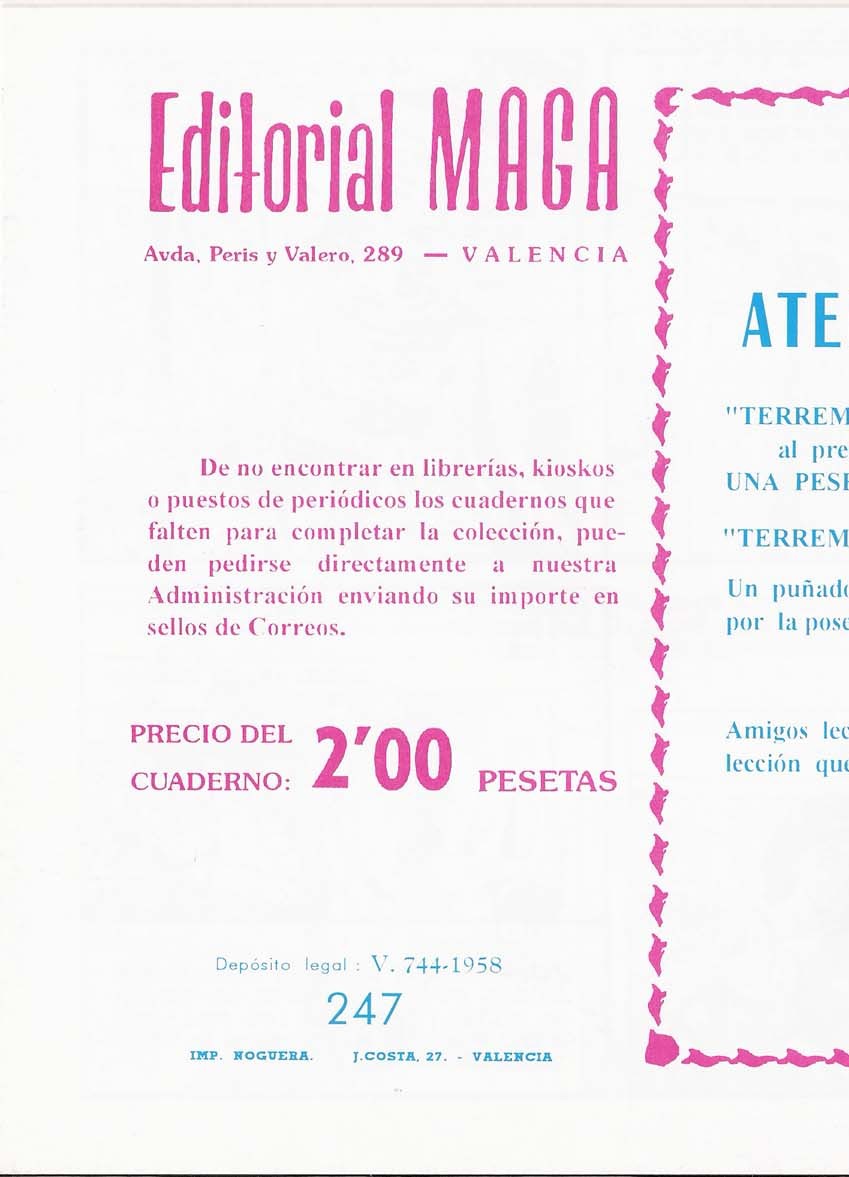 Editorial MAGA
Avda. Peris y Valero, 289 — VALENCIA
De no encontrar en librerías, kioskos
o puestos de periódicos los cuadernos que
falten para completar la colección, pue-
den pedirse directamente a nuestra
Administración enviando su importe en
sellos de Correos.
PRECIO DEL
CUADERNO: 2'00 PESETAS
Depósito legal : V. 744-1958
247
IMP. NOGUERA. J.COSTA, 27. - VALENCIA
ATE
"TERREM
al pre
UNA PESE
"TERREM
Un puñado
por la pose
Amigos lec
lección que